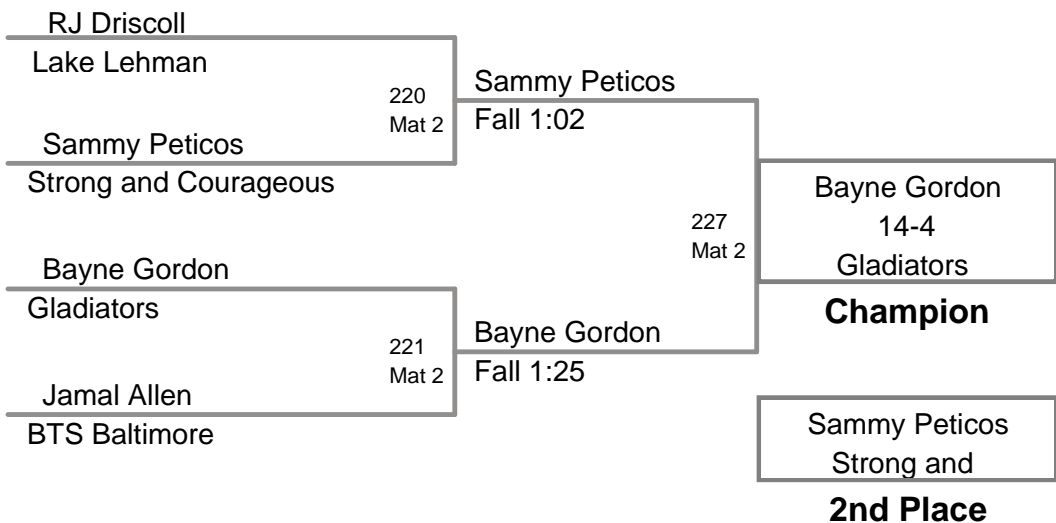 RJ Driscoll
Lake Lehman
220
Mat 2
Sammy Peticos
Strong and Courageous
Sammy Peticos
Fall 1:02
Bayne Gordon
Gladiators
221
Mat 2
Jamal Allen
BTS Baltimore
Bayne Gordon
Fall 1:25
227
Mat 2
Bayne Gordon
14-4
Gladiators
Champion
Sammy Peticos
Strong and
2nd Place